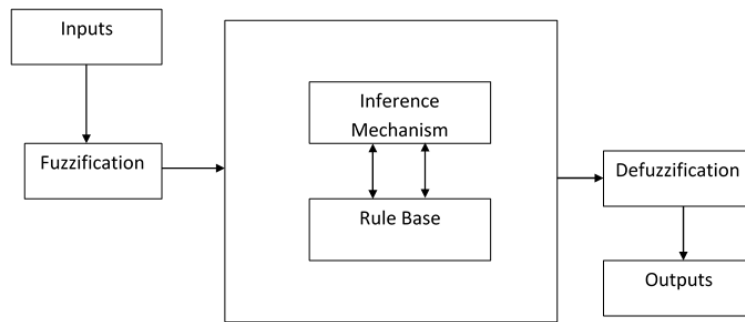 Inputs
Fuzzification
Inference
Mechanism
Rule Base
Defuzzification
Outputs